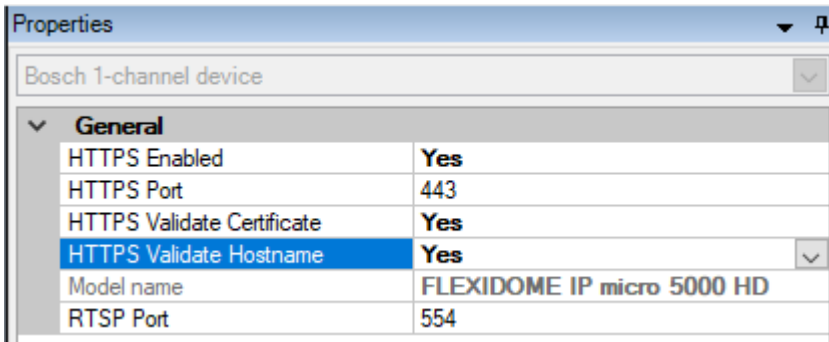 Properties
Bosch 1-channel device
General
HTTPS Enabled Yes
HTTPS Port 443
HTTPS Validate Certificate Yes
HTTPS Validate Hostname Yes
Model name FLEXIDOME IP micro 5000 HD
RTSP Port 554